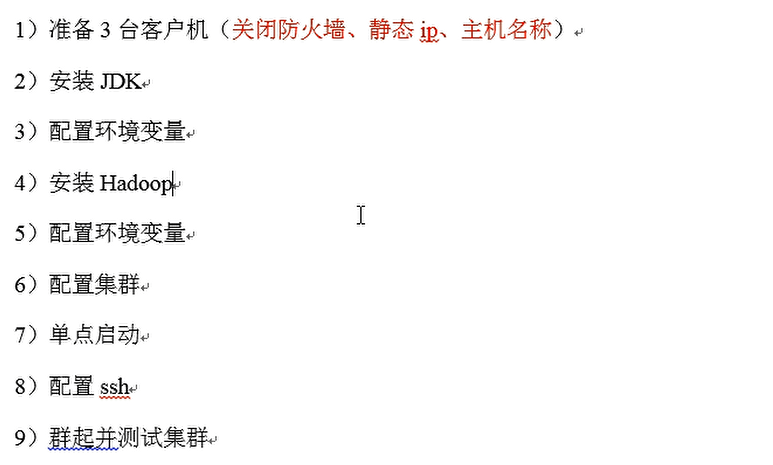 1）准备 3 台客户机（关闭防火墙、静态 ip、主机名称）
2）安装 JDK
3）配置环境变量
4）安装 Hadoop
5）配置环境变量
6）配置集群
7）单点启动
8）配置 ssh
9）群起并测试集群